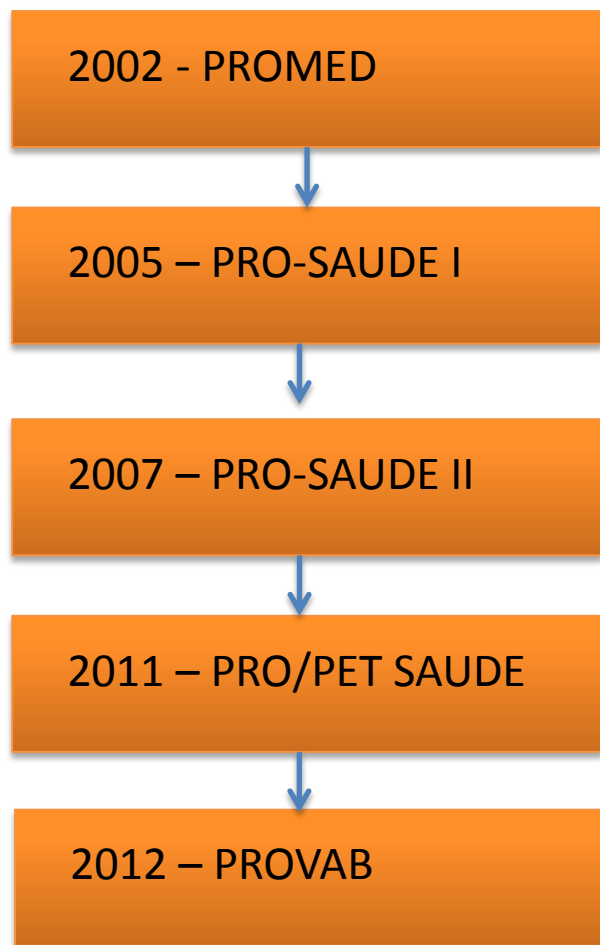 2002 - PROMED
2005 – PRO-SAUDE I
2007 – PRO-SAUDE II
2011 – PRO/PET SAUDE
2012 – PROVAB